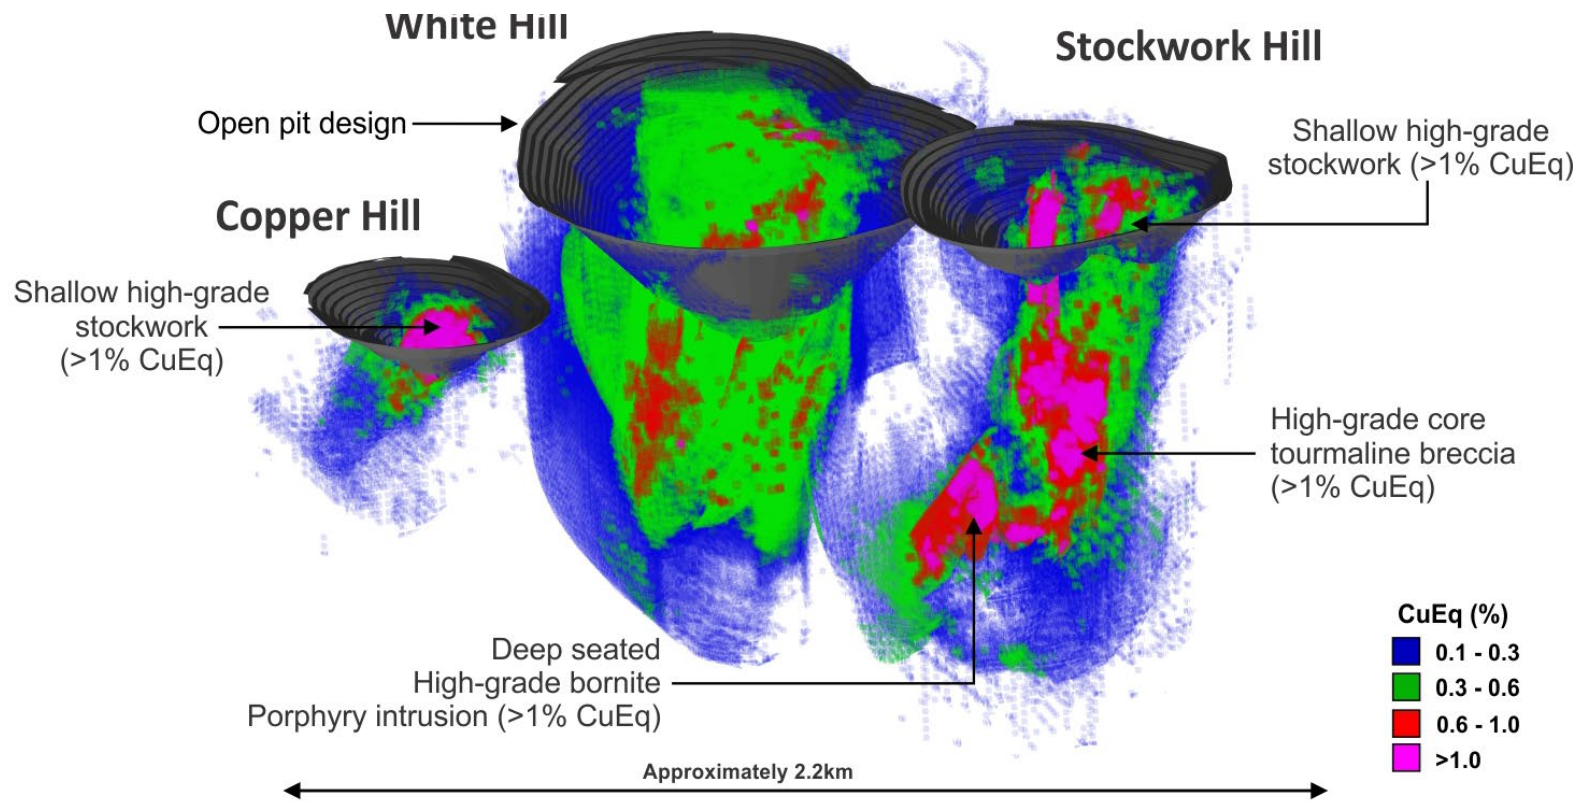 White Hill
Stockwork Hill
Open pit design
Shallow high-grade
stockwork (>1% CuEq)
Copper Hill
Shallow high-grade
stockwork
(>1% CuEq)
High-grade core
tourmaline breccia
(>1% CuEq)
Deep seated
High-grade bornite
Porphyry intrusion (>1% CuEq)
CuEq (%)
0.1 - 0.3
0.3 - 0.6
0.6 - 1.0
>1.0
Approximately 2.2km